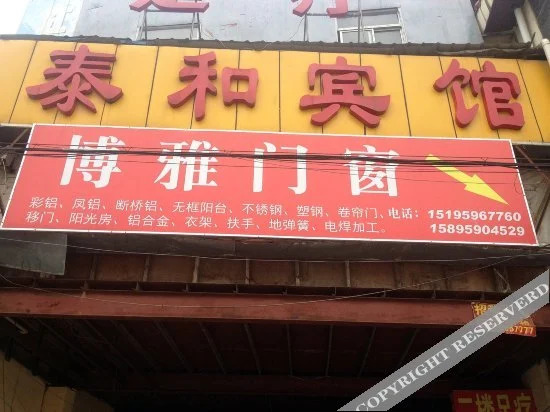 泰和宾馆
博雅门窗
彩铝、凤铝、断桥铝、无框阳台、不锈钢、塑钢、卷帘门、电话：15195967760
移门、阳光房、铝合金、衣架、扶手、地弹簧、电焊加工。 15895904529
COPYRIGHT RESERVED